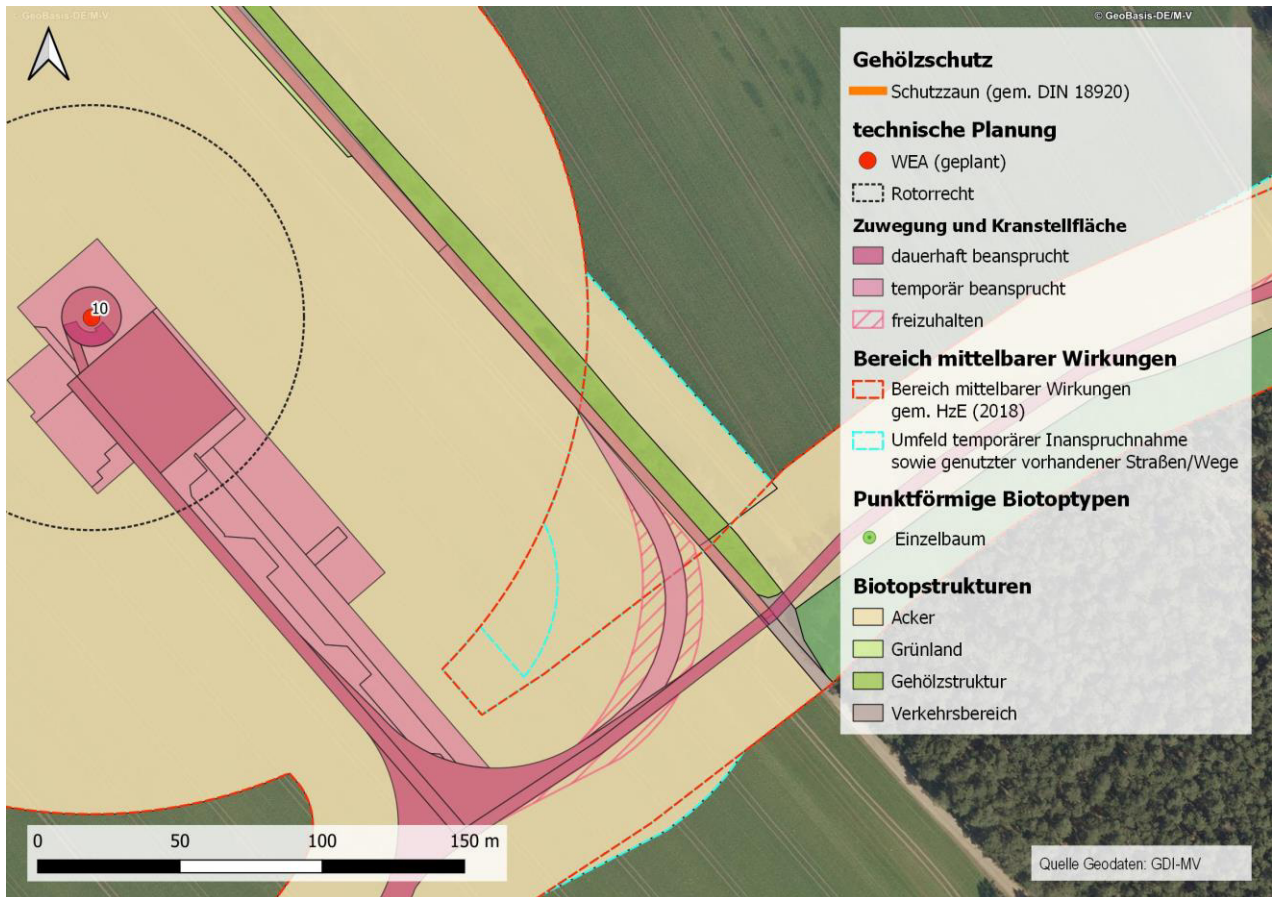 GeoBasis-DE/M-V
© GeoBasis-DE/M-V
Gehölzschutz
Schutzzaun (gem. DIN 18920)
technische Planung
WEA (geplant)
Rotorrecht
Zuwegung und Kranstellfläche
dauerhaft beansprucht
temporär beansprucht
freizuhalten
Bereich mittelbarer Wirkungen
Bereich mittelbarer Wirkungen
gem. HzE (2018)
Umfeld temporärer Inanspruchnahme
sowie genutzter vorhandener Straßen/Wege
Punktförmige Biotoptypen
Einzelbaum
Biotopstrukturen
Acker
Grünland
Gehölzstruktur
Verkehrsbereich
10
0 50 100 150 m
Quelle Geodaten: GDI-MV